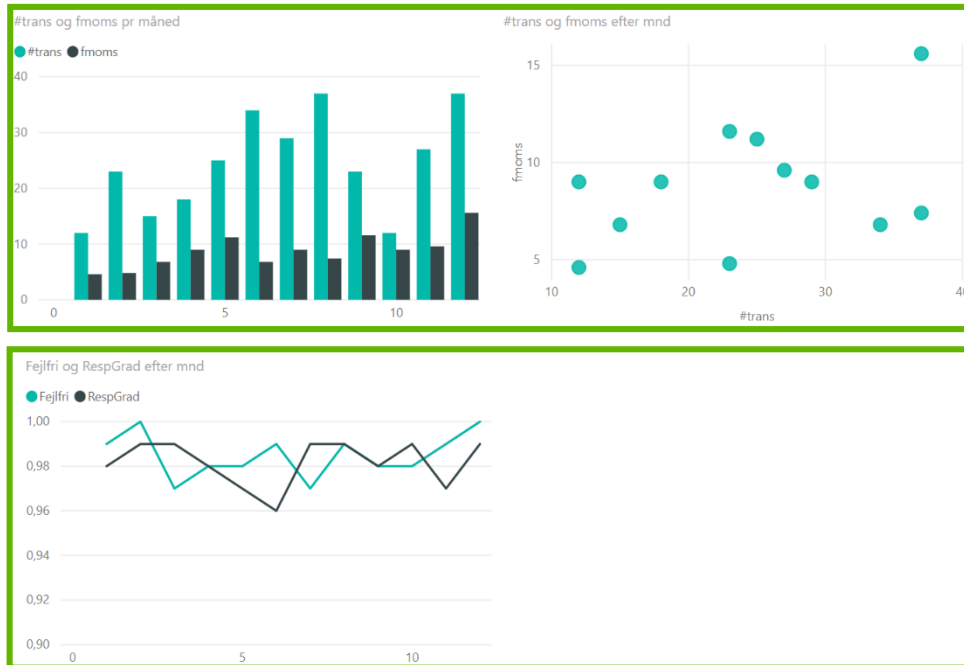 #trans og fmoms pr måned
#trans fmoms
40
30
20
10
0
0 5 10
#trans og fmoms efter mnd
15
10
5
fmoms
10 20 30 40
#trans
Fejlfri og RespGrad efter mnd
Fejlfri RespGrad
1,00
0,98
0,96
0,94
0,92
0,90
0 5 10